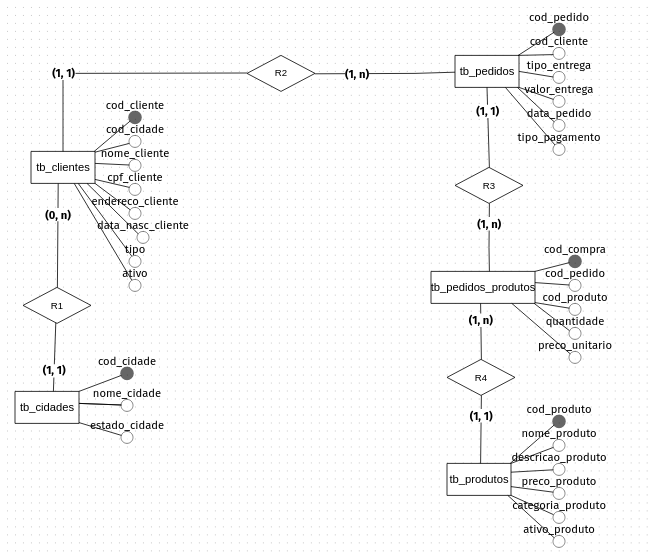 cod_pedido
cod_cliente
tipo_entrega
valor_entrega
data_pedido
tipo_pagamento
tb_pedidos
(1, 1)
R2
(1, n)
(1, 1)
cod_cliente
cod_cidade
nome_cliente
cpf_cliente
endereco_cliente
data_nasc_cliente
tipo
ativo
tb_clientes
(0, n)
R3
(1, n)
R1
(1, 1)
cod_compra
cod_pedido
cod_produto
quantidade
preco_unitario
tb_pedidos_produtos
(1, n)
R4
(1, 1)
cod_cidade
nome_cidade
estado_cidade
tb_cidades
cod_produto
nome_produto
descricao_produto
preco_produto
categoria_produto
ativo_produto
tb_produtos